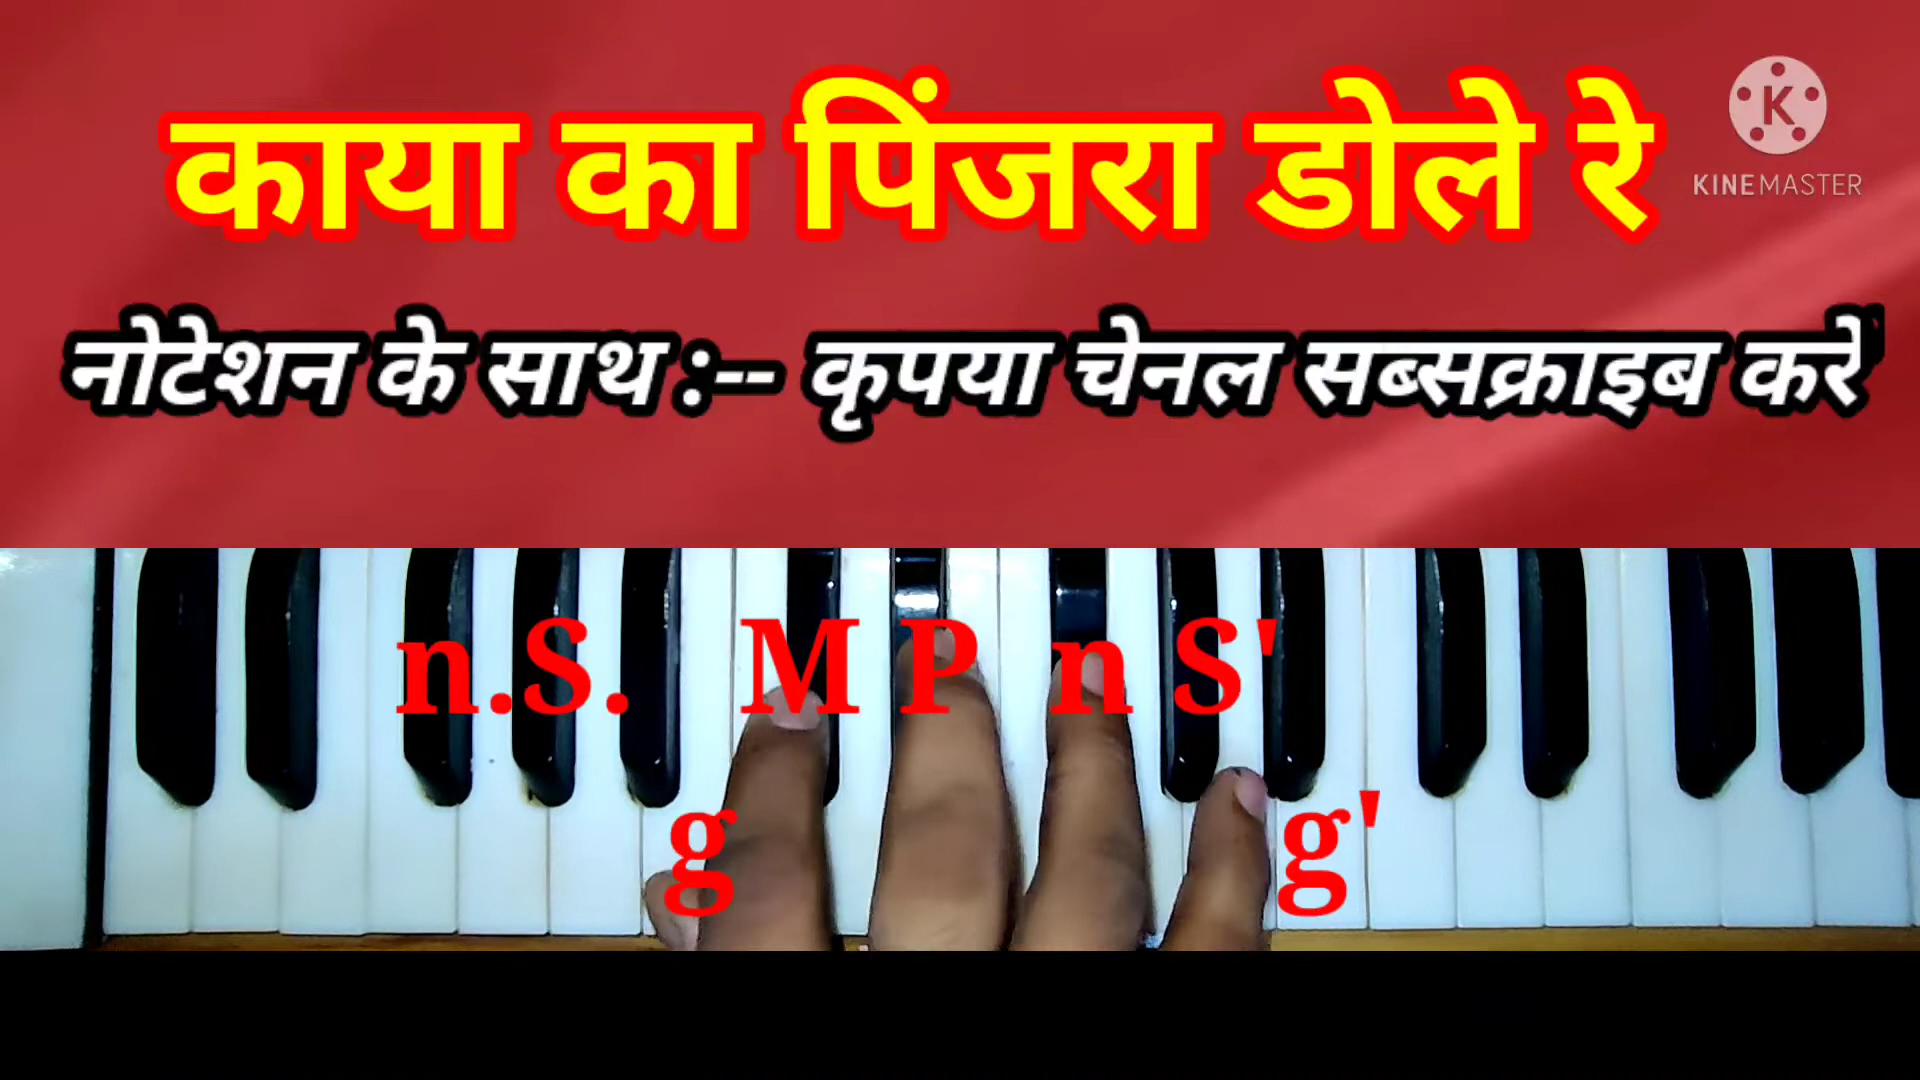 काया का पिंजरा डोले रे
KINEMASTER
नोटेशन के साथ :-- कृपया चेनल सब्सक्राइब करें
n.S. M P n S'
g g'